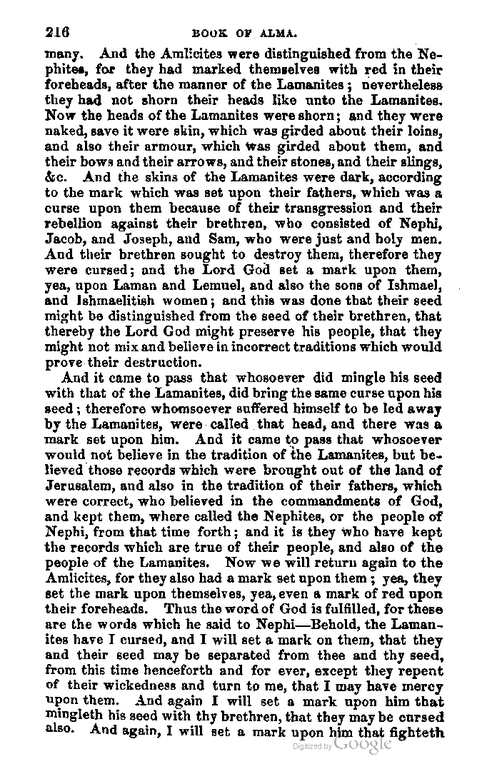 216 BOOK OF ALMA.
many. And the Amlicites were distinguished from the Ne-
phites, for they had marked themselves with red in their
foreheads, after the manner of the Lamanites; nevertheless
they had not shorn their heads like unto the Lamanites.
Now the heads of the Lamanites were shorn; and they were
naked, save it were skin, which was girded about their loins,
and also their armour, which was girded about them, and
their bows and their arrows, and their stones, and their slings,
&c. And the skins of the Lamanites were dark, according
to the mark which was set upon their fathers, which was a
curse upon them because of their transgression and their
rebellion against their brethren, who consisted of Nephi,
Jacob, and Joseph, and Sam, who were just and holy men.
And their brethren sought to destroy them, therefore they
were cursed; and the Lord God set a mark upon them,
yea, upon Laman and Lemuel, and also the sons of Ishmael,
and Ishmaelitish women; and this was done that their seed
might be distinguished from the seed of their brethren, that
thereby the Lord God might preserve his people, that they
might not mix and believe in incorrect traditions which would
prove their destruction.
And it came to pass that whosoever did mingle his seed
with that of the Lamanites, did bring the same curse upon his
seed; therefore whomsoever suffered himself to be led away
by the Lamanites, were called that head, and there was a
mark set upon him. And it came to pass that whosoever
would not believe in the tradition of the Lamanites, but be-
lieved those records which were brought out of the land of
Jerusalem, and also in the tradition of their fathers, which
were correct, who believed in the commandments of God,
and kept them, where called the Nephites, or the people of
Nephi, from that time forth; and it is they who have kept
the records which are true of their people, and also of the
people of the Lamanites. Now we will return again to the
Amlicites, for they also had a mark set upon them; yea, they
set the mark upon themselves, yea, even a mark of red upon
their foreheads. Thus the word of God is fulfilled, for these
are the words which he said to Nephi—Behold, the Laman-
ites have I cursed, and I will set a mark on them, that they
and their seed may be separated from thee and thy seed,
from this time henceforth and for ever, except they repent
of their wickedness and turn to me, that I may have mercy
upon them. And again I will set a mark upon him that
mingleth his seed with thy brethren, that they may be cursed
also. And again, I will set a mark upon him that fighteth
Digitized by Google